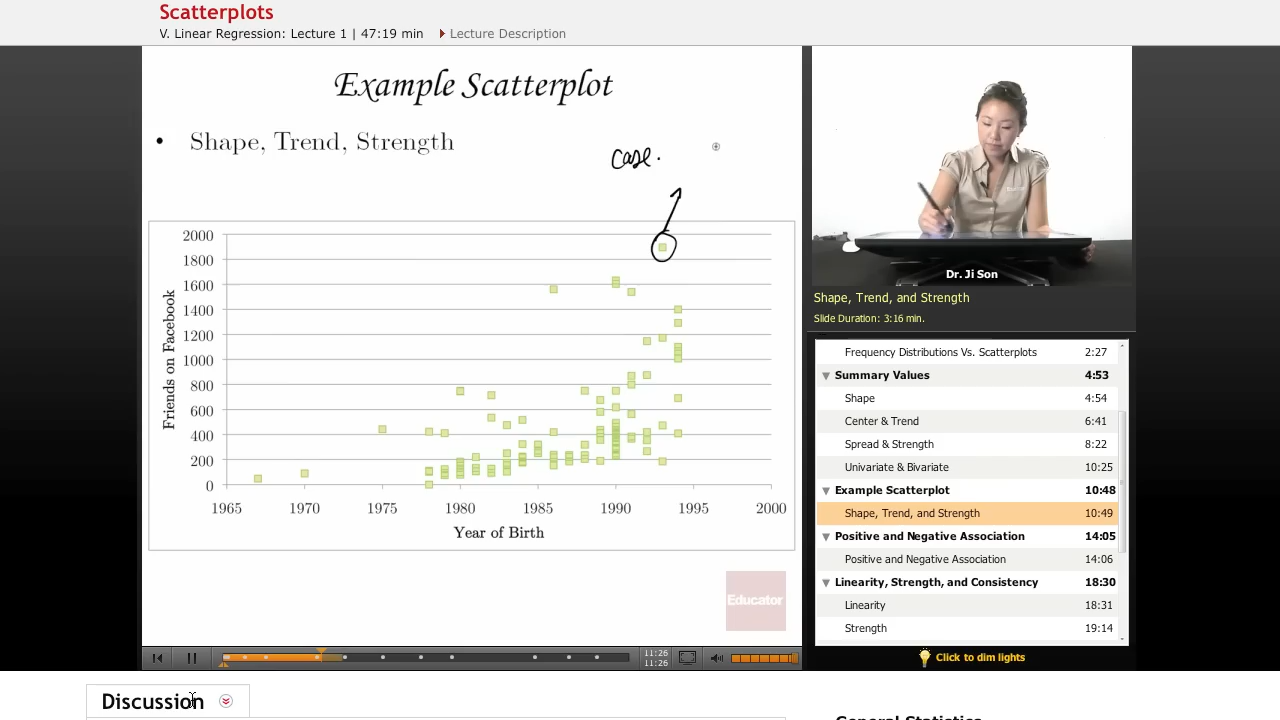 Scatterplots
V. Linear Regression: Lecture 1 | 47:19 min Lecture Description
Example Scatterplot
• Shape, Trend, Strength
case.
2000
1800
1600
1400
1200
1000
800
600
400
200
0
Friends on Facebook
1965 1970 1975 1980 1985 1990 1995 2000
Year of Birth
Educator
11:26
11:26
Dr. Ji Son
Shape, Trend, and Strength
Slide Duration: 3:16 min.
Frequency Distributions Vs. Scatterplots 2:27
Summary Values 4:53
Shape 4:54
Center & Trend 6:41
Spread & Strength 8:22
Univariate & Bivariate 10:25
Example Scatterplot 10:48
Shape, Trend, and Strength 10:49
Positive and Negative Association 14:05
Positive and Negative Association 14:06
Linearity, Strength, and Consistency 18:30
Linearity 18:31
Strength 19:14
Click to dim lights
Discussion
General Statistics